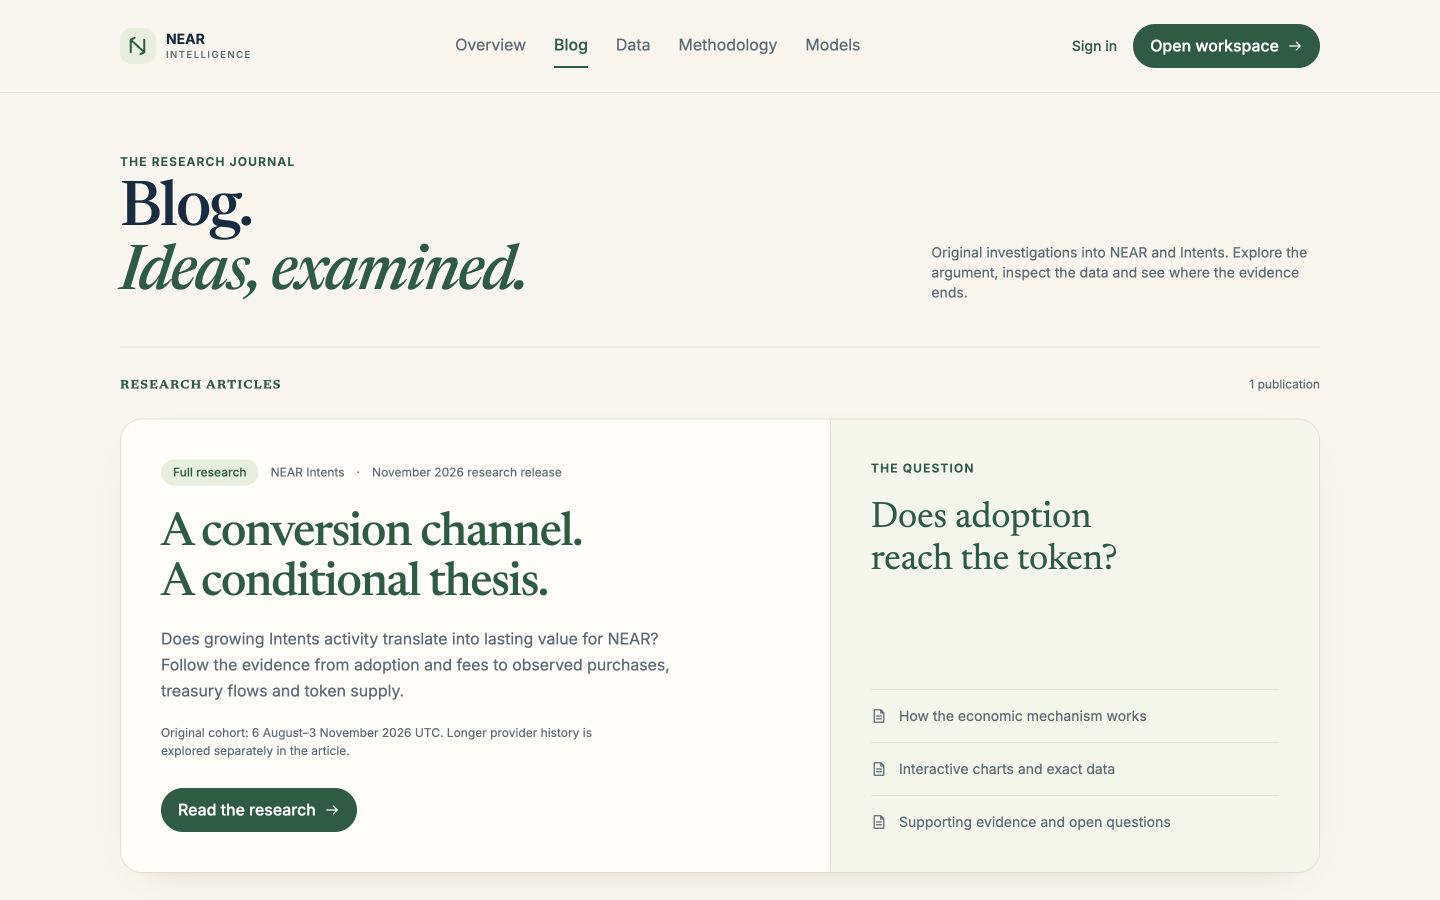 NEAR
INTELLIGENCE
Overview
Blog
Data
Methodology
Models
Sign in
Open workspace
THE RESEARCH JOURNAL
Blog.
Ideas, examined.
Original investigations into NEAR and Intents. Explore the
argument, inspect the data and see where the evidence
ends.
RESEARCH ARTICLES
1 publication
Full research
NEAR Intents · November 2026 research release
A conversion channel.
A conditional thesis.
Does growing Intents activity translate into lasting value for NEAR?
Follow the evidence from adoption and fees to observed purchases,
treasury flows and token supply.
Original cohort: 6 August–3 November 2026 UTC. Longer provider history is
explored separately in the article.
Read the research
THE QUESTION
Does adoption
reach the token?
How the economic mechanism works
Interactive charts and exact data
Supporting evidence and open questions